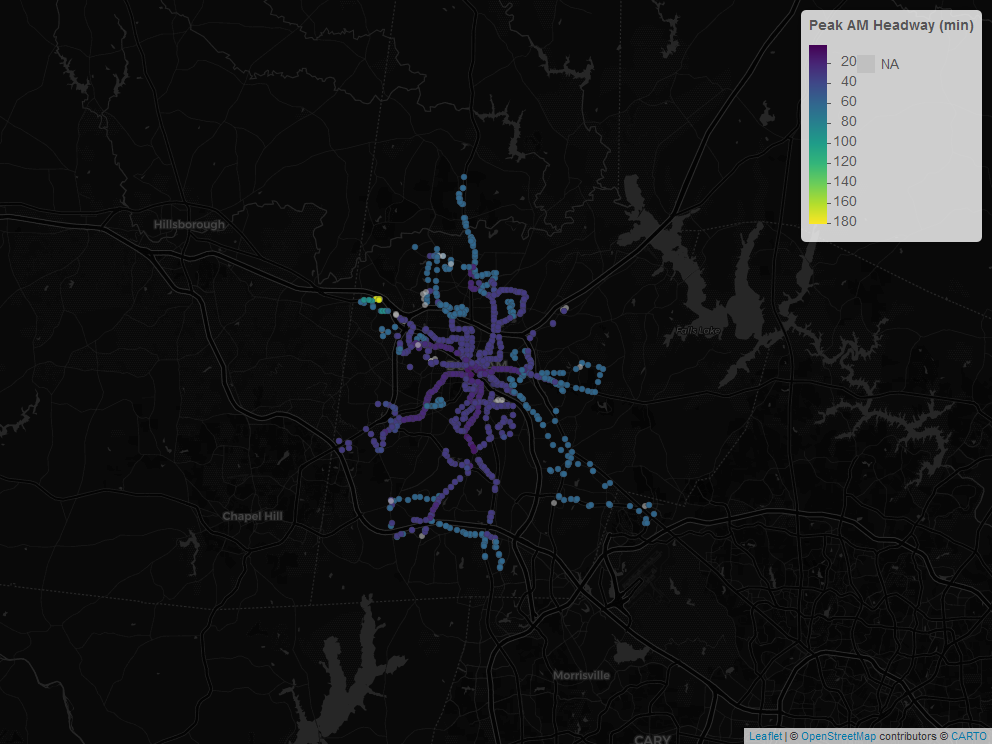 Peak AM Headway (min)
20
NA
40
60
80
100
120
140
160
180
Hillsborough
Falls Lake
Chapel Hill
Morrisville
CARY
Leaflet | © OpenStreetMap contributors © CARTO